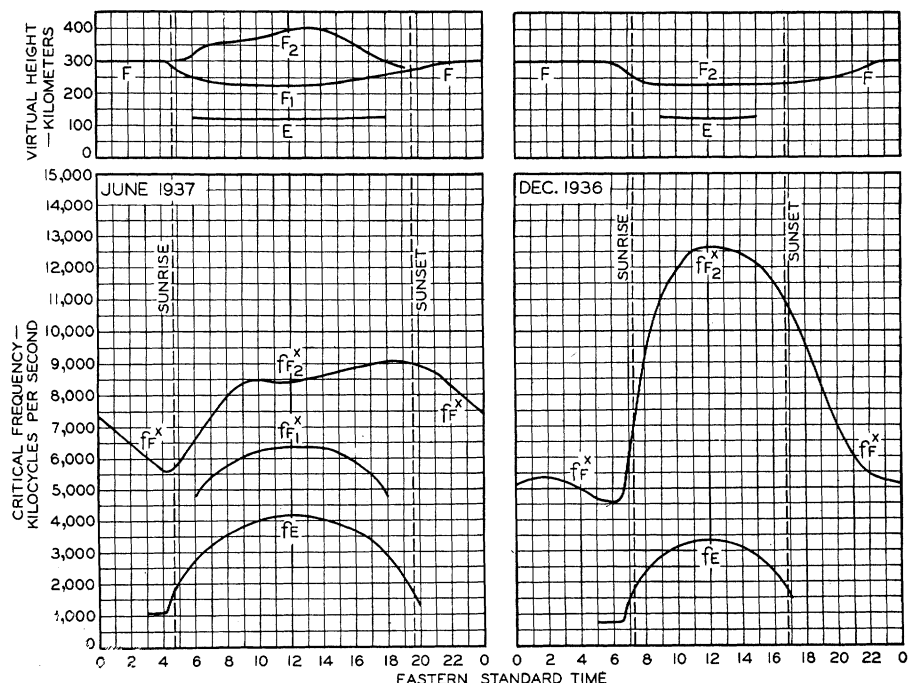 VIRTUAL HEIGHT
—KILOMETERS
400
300
200
100
0
F
F2
F1
E
F
F
F2
E
F
CRITICAL FREQUENCY—
KILOCYCLES PER SECOND
15,000
14,000
13,000
12,000
11,000
10,000
9,000
8,000
7,000
6,000
5,000
4,000
3,000
2,000
1,000
0
JUNE 1937
SUNRISE
SUNSET
fF2x
fFx
fFx
fF1x
fE
DEC. 1936
SUNRISE
SUNSET
fF2x
fFx
fFx
fE
0 2 4 6 8 10 12 14 16 18 20 22 0
0 2 4 6 8 10 12 14 16 18 20 22 0
EASTERN STANDARD TIME